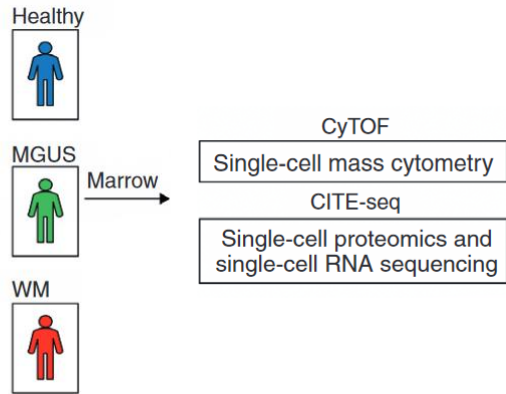 Healthy
MGUS
Marrow
WM
CyTOF
Single-cell mass cytometry
CITE-seq
Single-cell proteomics and
single-cell RNA sequencing